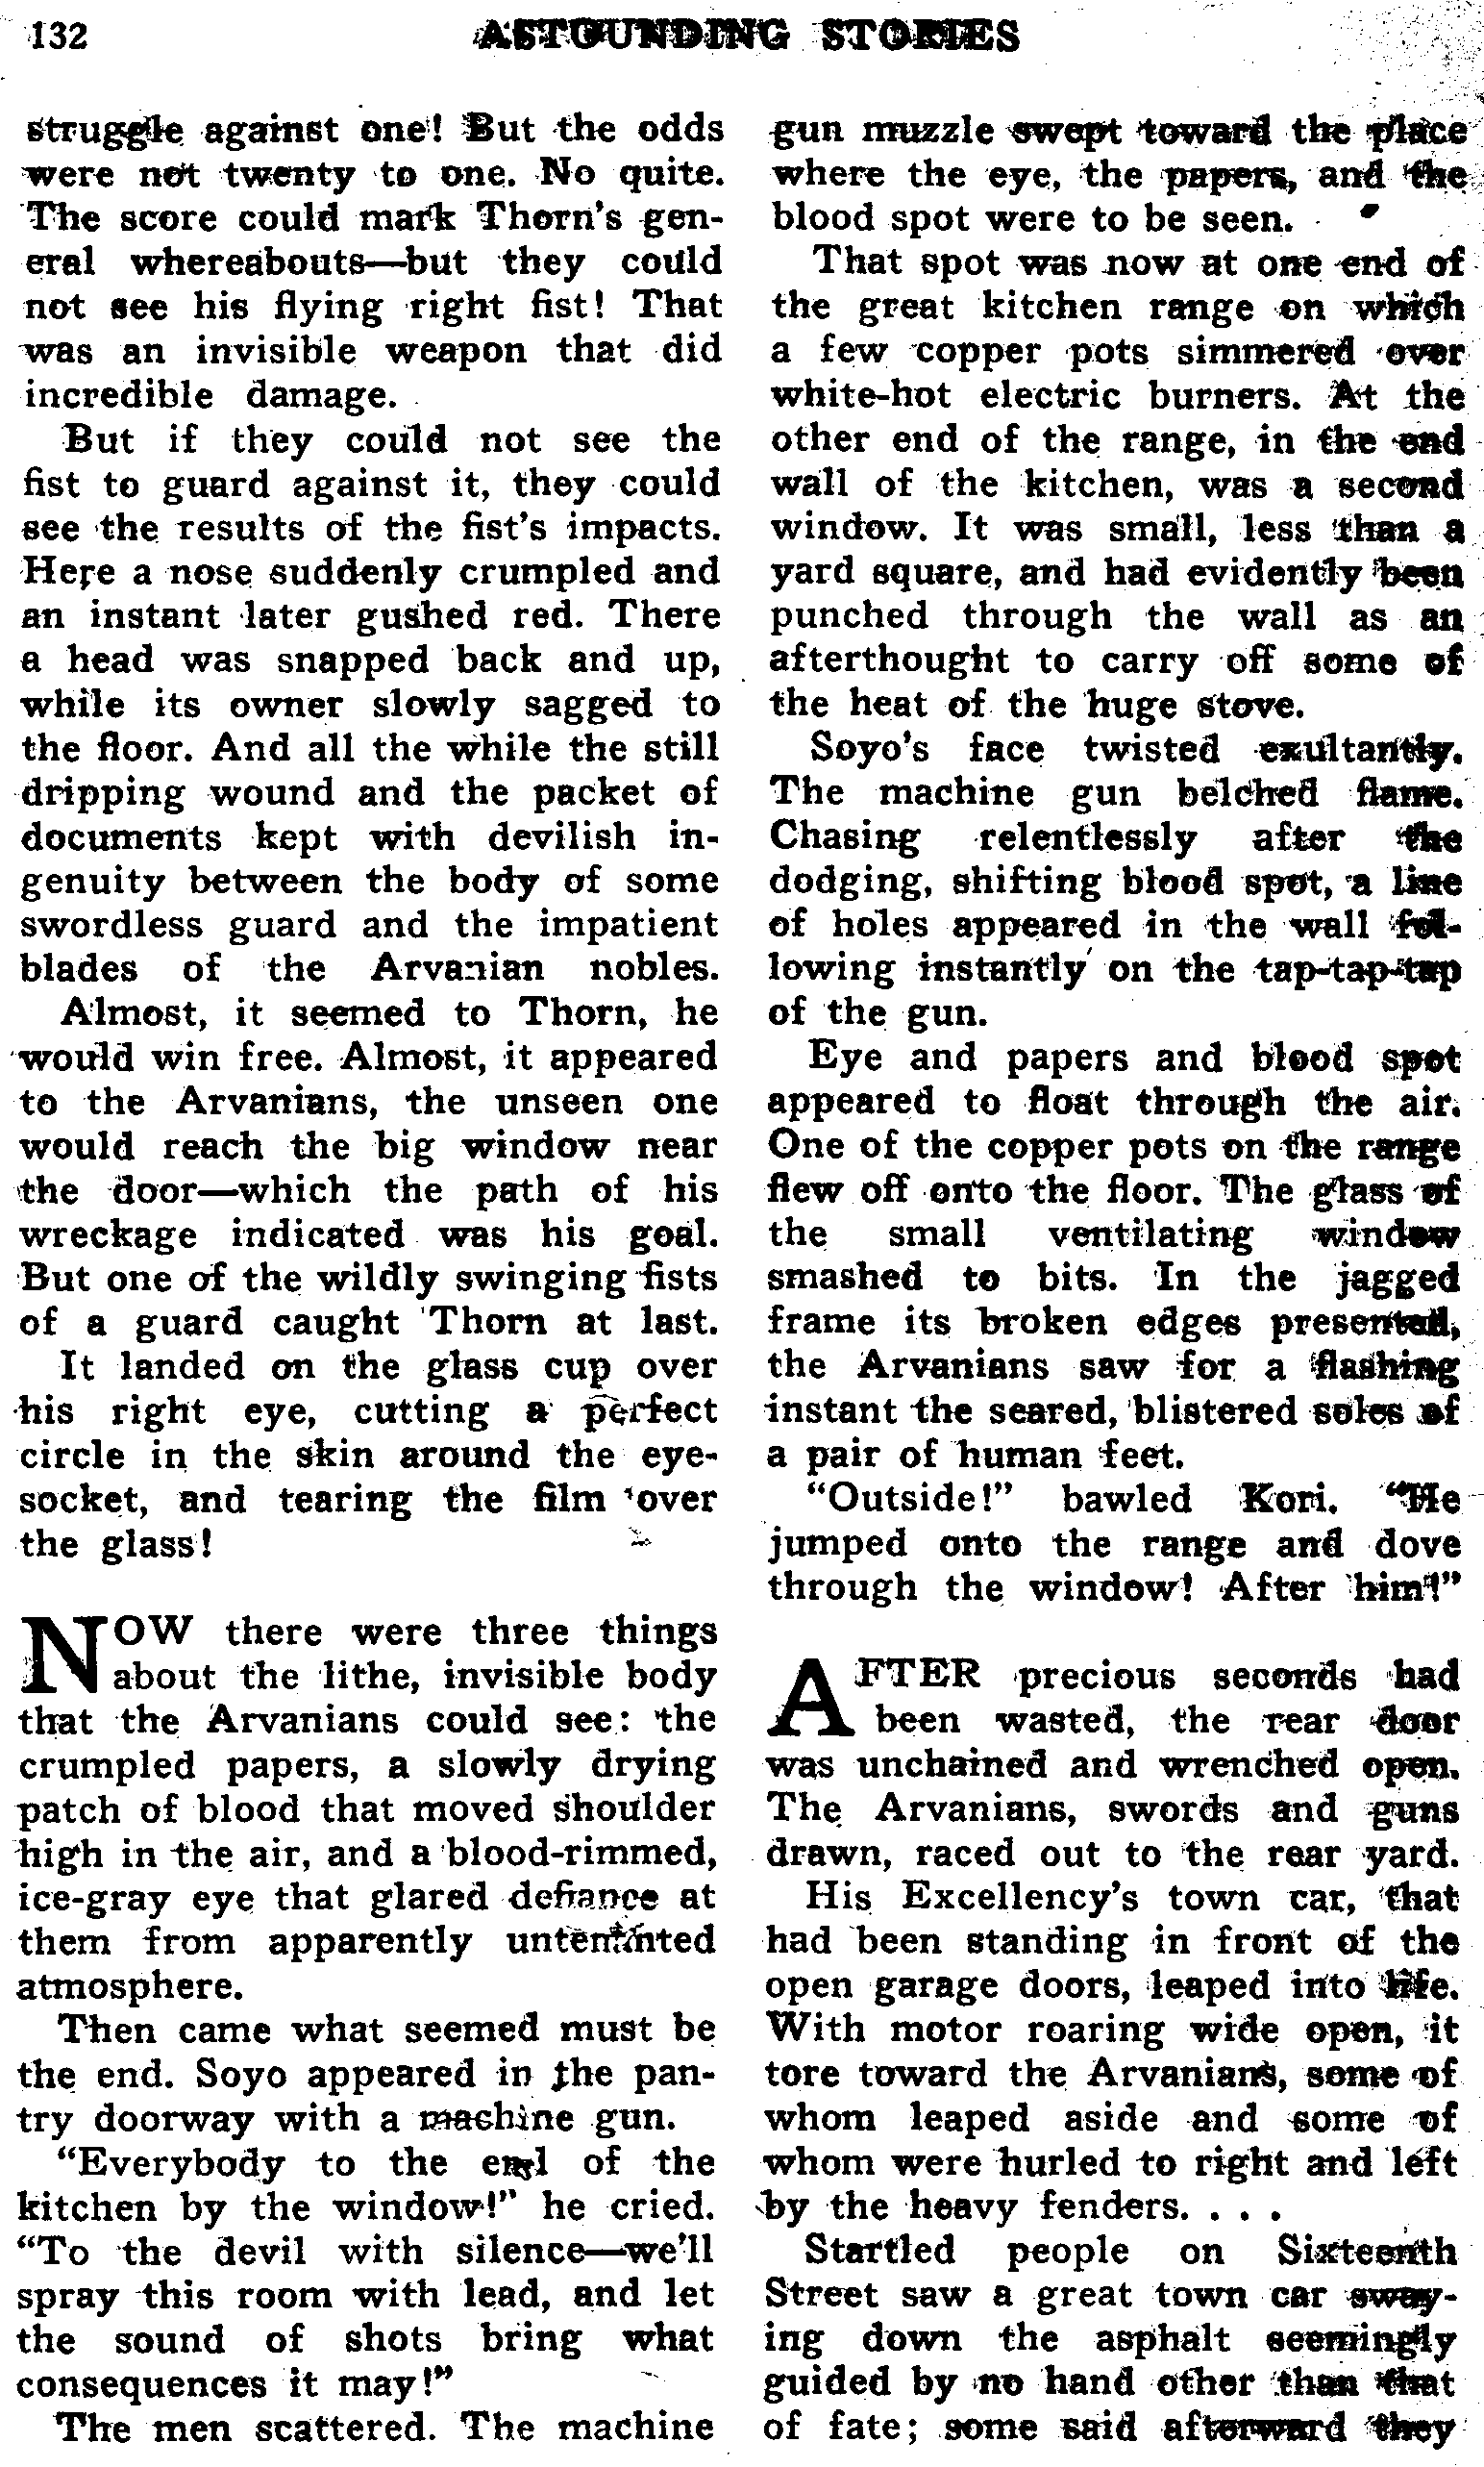 132
ASTOUNDING STORIES
struggle against one! But the odds
were not twenty to one. No quite.
The score could mark Thorn's gen-
eral whereabouts—but they could
not see his flying right fist! That
was an invisible weapon that did
incredible damage.
But if they could not see the
fist to guard against it, they could
see the results of the fist's impacts.
Here a nose suddenly crumpled and
an instant later gushed red. There
a head was snapped back and up,
while its owner slowly sagged to
the floor. And all the while the still
dripping wound and the packet of
documents kept with devilish in-
genuity between the body of some
swordless guard and the impatient
blades of the Arvanian nobles.
Almost, it seemed to Thorn, he
would win free. Almost, it appeared
to the Arvanians, the unseen one
would reach the big window near
the door—which the path of his
wreckage indicated was his goal.
But one of the wildly swinging fists
of a guard caught Thorn at last.
It landed on the glass cup over
his right eye, cutting a perfect
circle in the skin around the eye-
socket, and tearing the film over
the glass!
NOW there were three things
about the lithe, invisible body
that the Arvanians could see: the
crumpled papers, a slowly drying
patch of blood that moved shoulder
high in the air, and a blood-rimmed,
ice-gray eye that glared defiance at
them from apparently untenanted
atmosphere.
Then came what seemed must be
the end. Soyo appeared in the pan-
try doorway with a machine gun.
"Everybody to the end of the
kitchen by the window!" he cried.
"To the devil with silence—we'll
spray this room with lead, and let
the sound of shots bring what
consequences it may!"
The men scattered. The machine
gun muzzle swept toward the place
where the eye, the papers, and the
blood spot were to be seen.
That spot was now at one end of
the great kitchen range on which
a few copper pots simmered over
white-hot electric burners. At the
other end of the range, in the end
wall of the kitchen, was a second
window. It was small, less than a
yard square, and had evidently been
punched through the wall as an
afterthought to carry off some of
the heat of the huge stove.
Soyo's face twisted exultantly.
The machine gun belched flame.
Chasing relentlessly after the
dodging, shifting blood spot, a line
of holes appeared in the wall fol-
lowing instantly on the tap-tap-tap
of the gun.
Eye and papers and blood spot
appeared to float through the air.
One of the copper pots on the range
flew off onto the floor. The glass of
the small ventilating window
smashed to bits. In the jagged
frame its broken edges presented,
the Arvanians saw for a flashing
instant the seared, blistered soles of
a pair of human feet.
"Outside!" bawled Kori. "He
jumped onto the range and dove
through the window! After him!"
AFTER precious seconds had
been wasted, the rear door
was unchained and wrenched open.
The Arvanians, swords and guns
drawn, raced out to the rear yard.
His Excellency's town car, that
had been standing in front of the
open garage doors, leaped into life.
With motor roaring wide open, it
tore toward the Arvanians, some of
whom leaped aside and some of
whom were hurled to right and left
by the heavy fenders. . . .
Startled people on Sixteenth
Street saw a great town car sway-
ing down the asphalt seemingly
guided by no hand other than that
of fate; some said afterward they